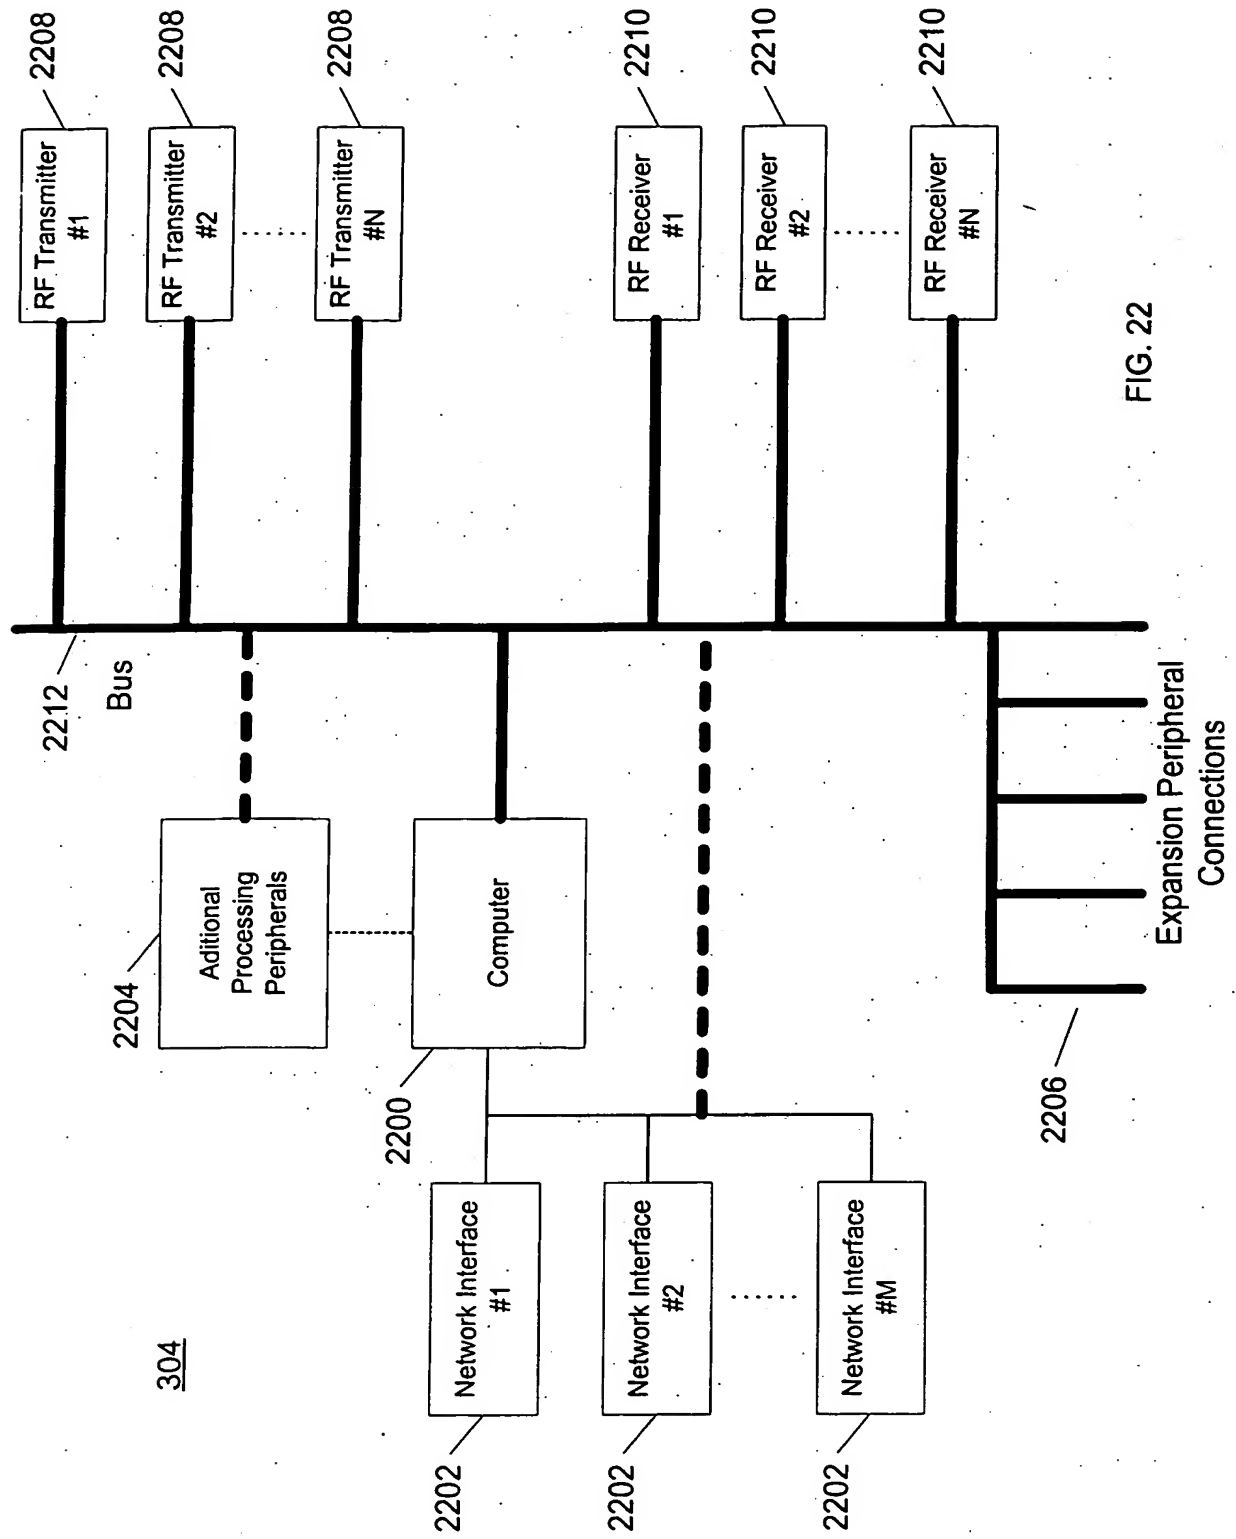 304
2202
Network Interface
#1
2202
Network Interface
#2
2202
Network Interface
#M
2204
Aditional
Processing
Peripherals
2200
Computer
2212
Bus
2206
Expansion Peripheral
Connections
2208
RF Transmitter
#1
2208
RF Transmitter
#2
2208
RF Transmitter
#N
2210
RF Receiver
#1
2210
RF Receiver
#2
2210
RF Receiver
#N
FIG. 22